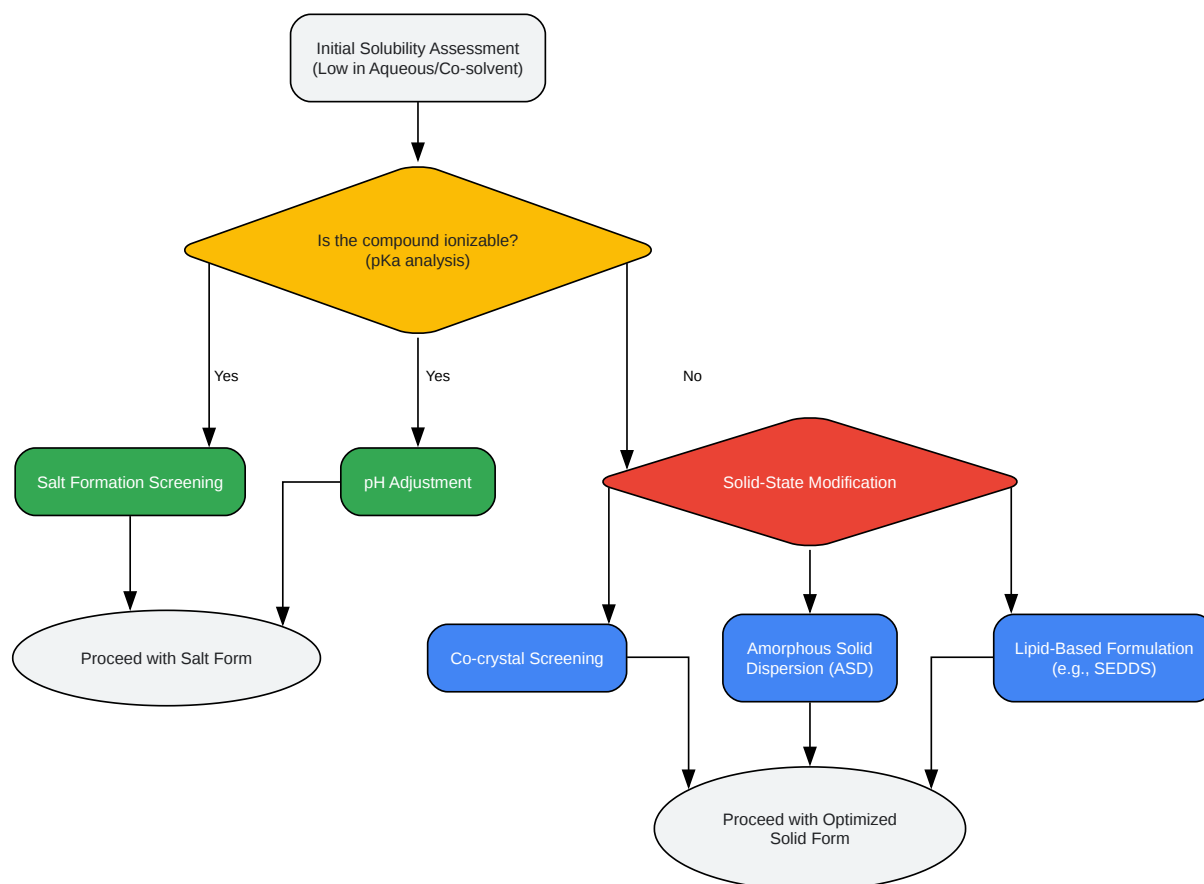 Initial Solubility Assessment
(Low in Aqueous/Co-solvent)
Is the compound ionizable?
(pKa analysis)
Yes
Yes
No
Salt Formation Screening
pH Adjustment
Solid-State Modification
Proceed with Salt Form
Co-crystal Screening
Amorphous Solid
Dispersion (ASD)
Lipid-Based Formulation
(e.g., SEDDS)
Proceed with Optimized
Solid Form